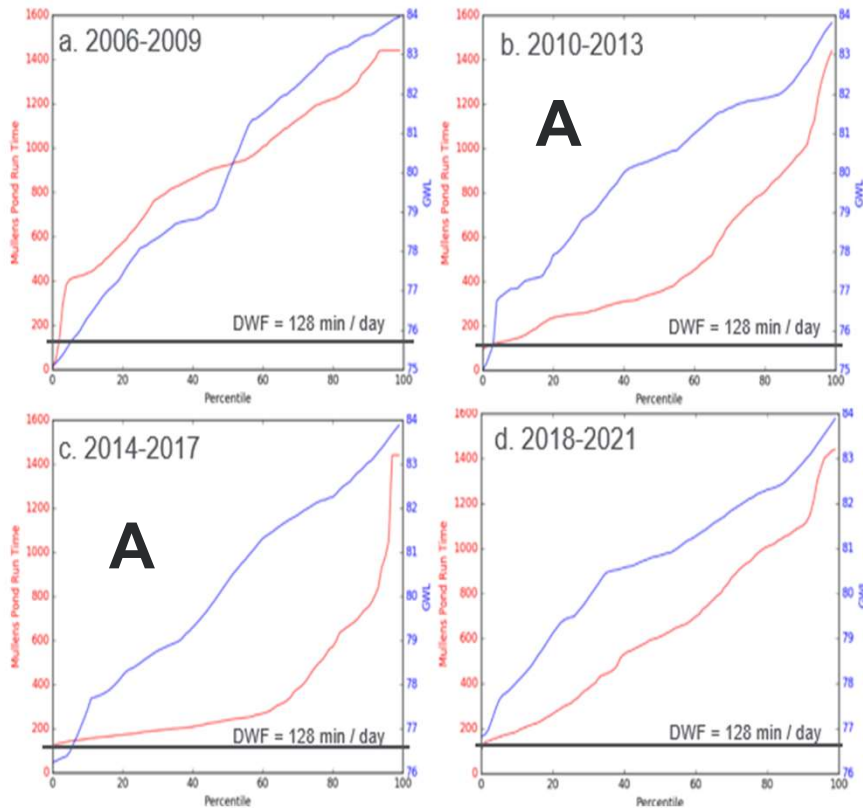 a. 2006-2009
1600
1400
1200
1000
800
600
400
200
0
Mullens Pond Run Time
84
83
82
81
80
79
78
77
76
75
GWL
DWF = 128 min / day
0 20 40 60 80 100
Percentile
b. 2010-2013
A
1600
1400
1200
1000
800
600
400
200
0
Mullens Pond Run Time
84
83
82
81
80
79
78
77
76
75
GWL
DWF = 128 min / day
0 20 40 60 80 100
Percentile
c. 2014-2017
A
1600
1400
1200
1000
800
600
400
200
0
Mullens Pond Run Time
84
83
82
81
80
79
78
77
76
GWL
DWF = 128 min / day
0 20 40 60 80 100
Percentile
d. 2018-2021
1600
1400
1200
1000
800
600
400
200
0
Mullens Pond Run Time
84
83
82
81
80
79
78
77
76
DWF = 128 min / day
0 20 40 60 80 100
Percentile